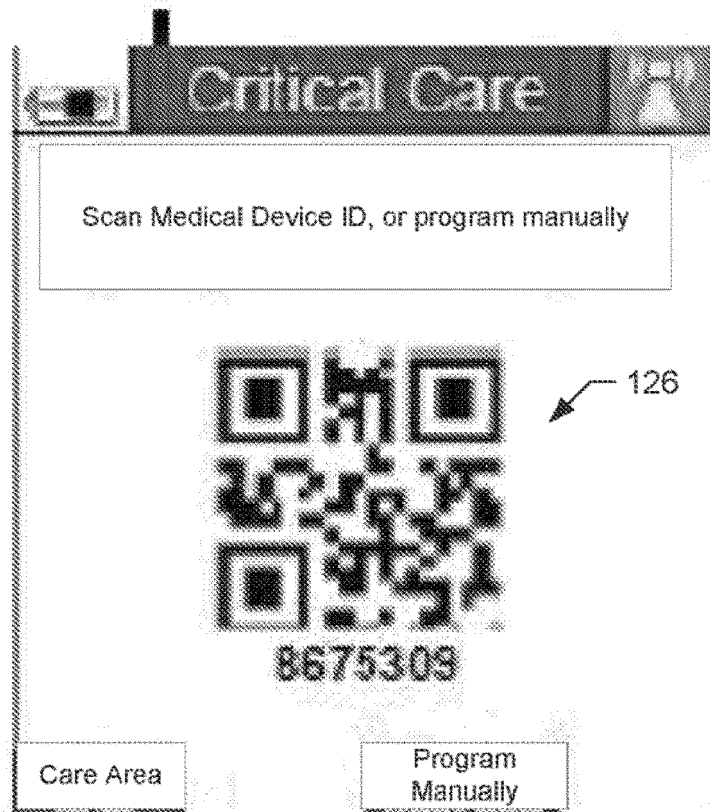 Critical Care
Scan Medical Device ID, or program manually
126
8675309
Care Area
Program
Manually